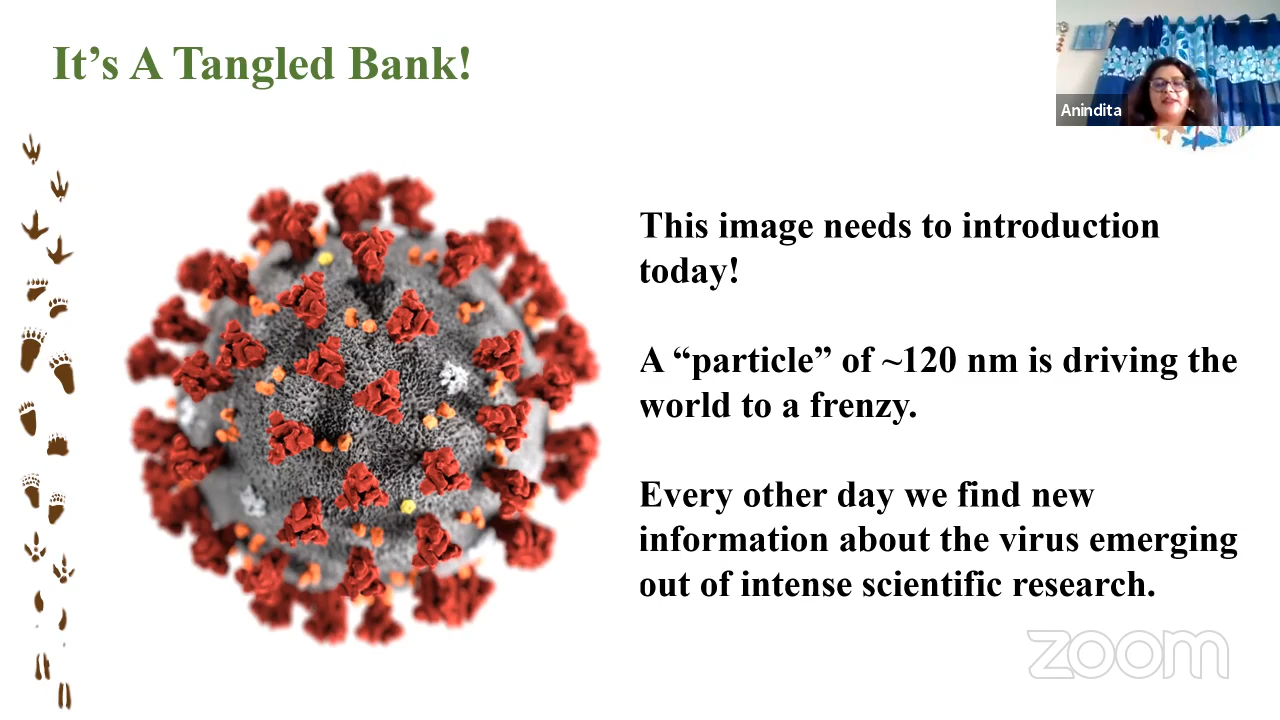 It's A Tangled Bank!
Anindita
This image needs to introduction
today!
A “particle” of ~120 nm is driving the
world to a frenzy.
Every other day we find new
information about the virus emerging
out of intense scientific research.
zoom